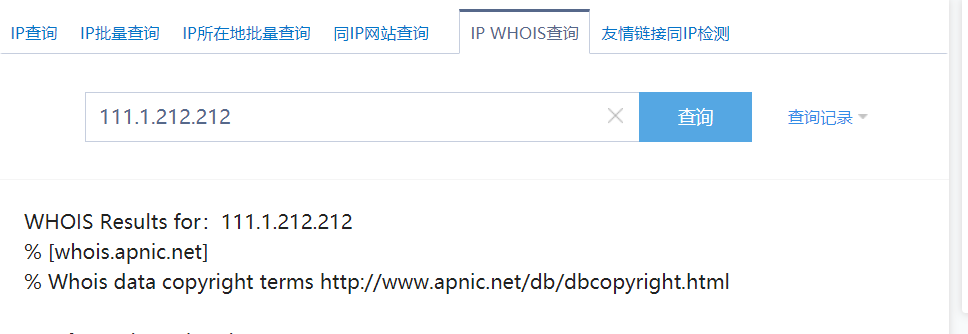 IP查询 IP批量查询 IP所在地批量查询 同IP网站查询 IP WHOIS查询 友情链接同IP检测
111.1.212.212 查询 查询记录
WHOIS Results for：111.1.212.212
% [whois.apnic.net]
% Whois data copyright terms http://www.apnic.net/db/dbcopyright.html